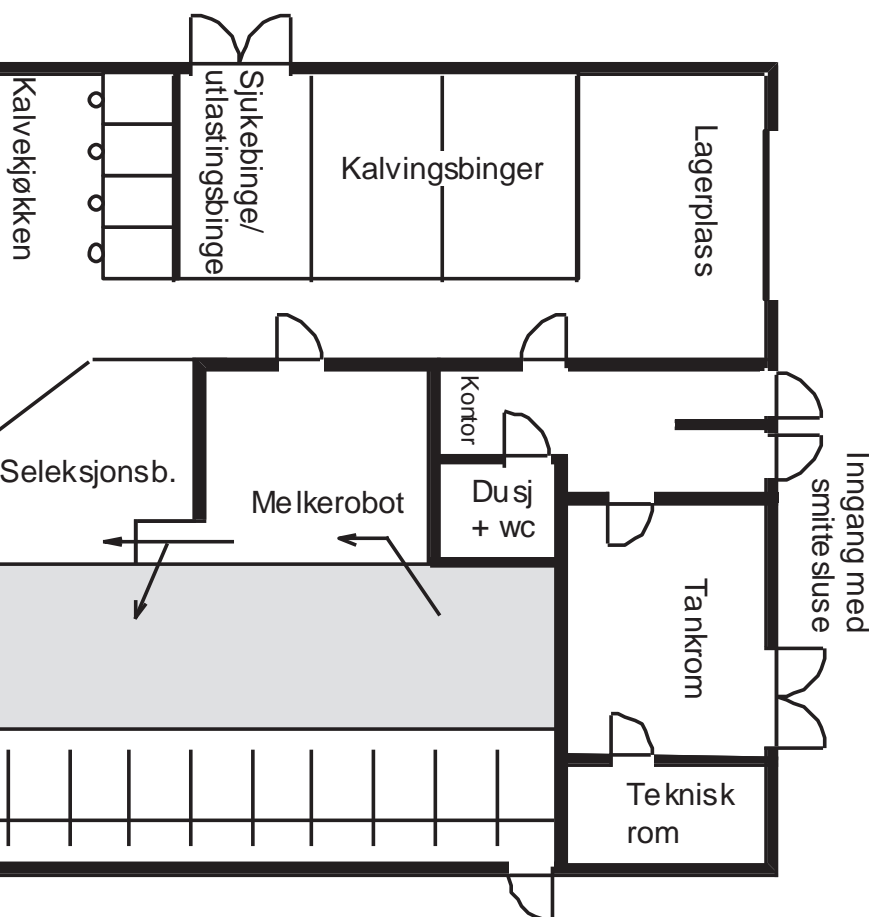 Kalvekjøkken
Sjukebinge/
utlastingsbinge
Kalvingsbinger
Lagerplass
Kontor
Seleksjonsb.
Melkerobot
Dusj
+ wc
Inngang med
smittesluse
Tankrom
Teknisk
rom